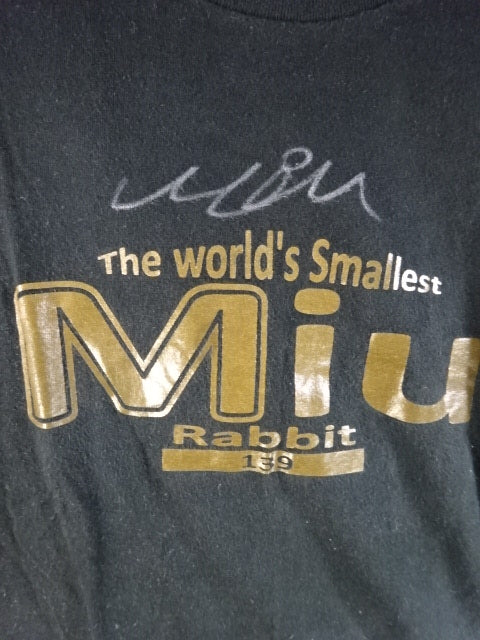 The world's Smallest
Miu
Rabbit
139